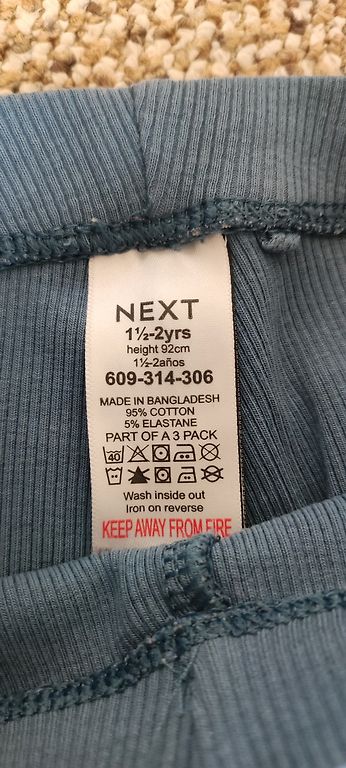 NEXT
1½-2yrs
height 92cm
1½-2años
609-314-306
MADE IN BANGLADESH
95% COTTON
5% ELASTANE
PART OF A 3 PACK
40
Wash inside out
Iron on reverse
KEEP AWAY FROM FIRE